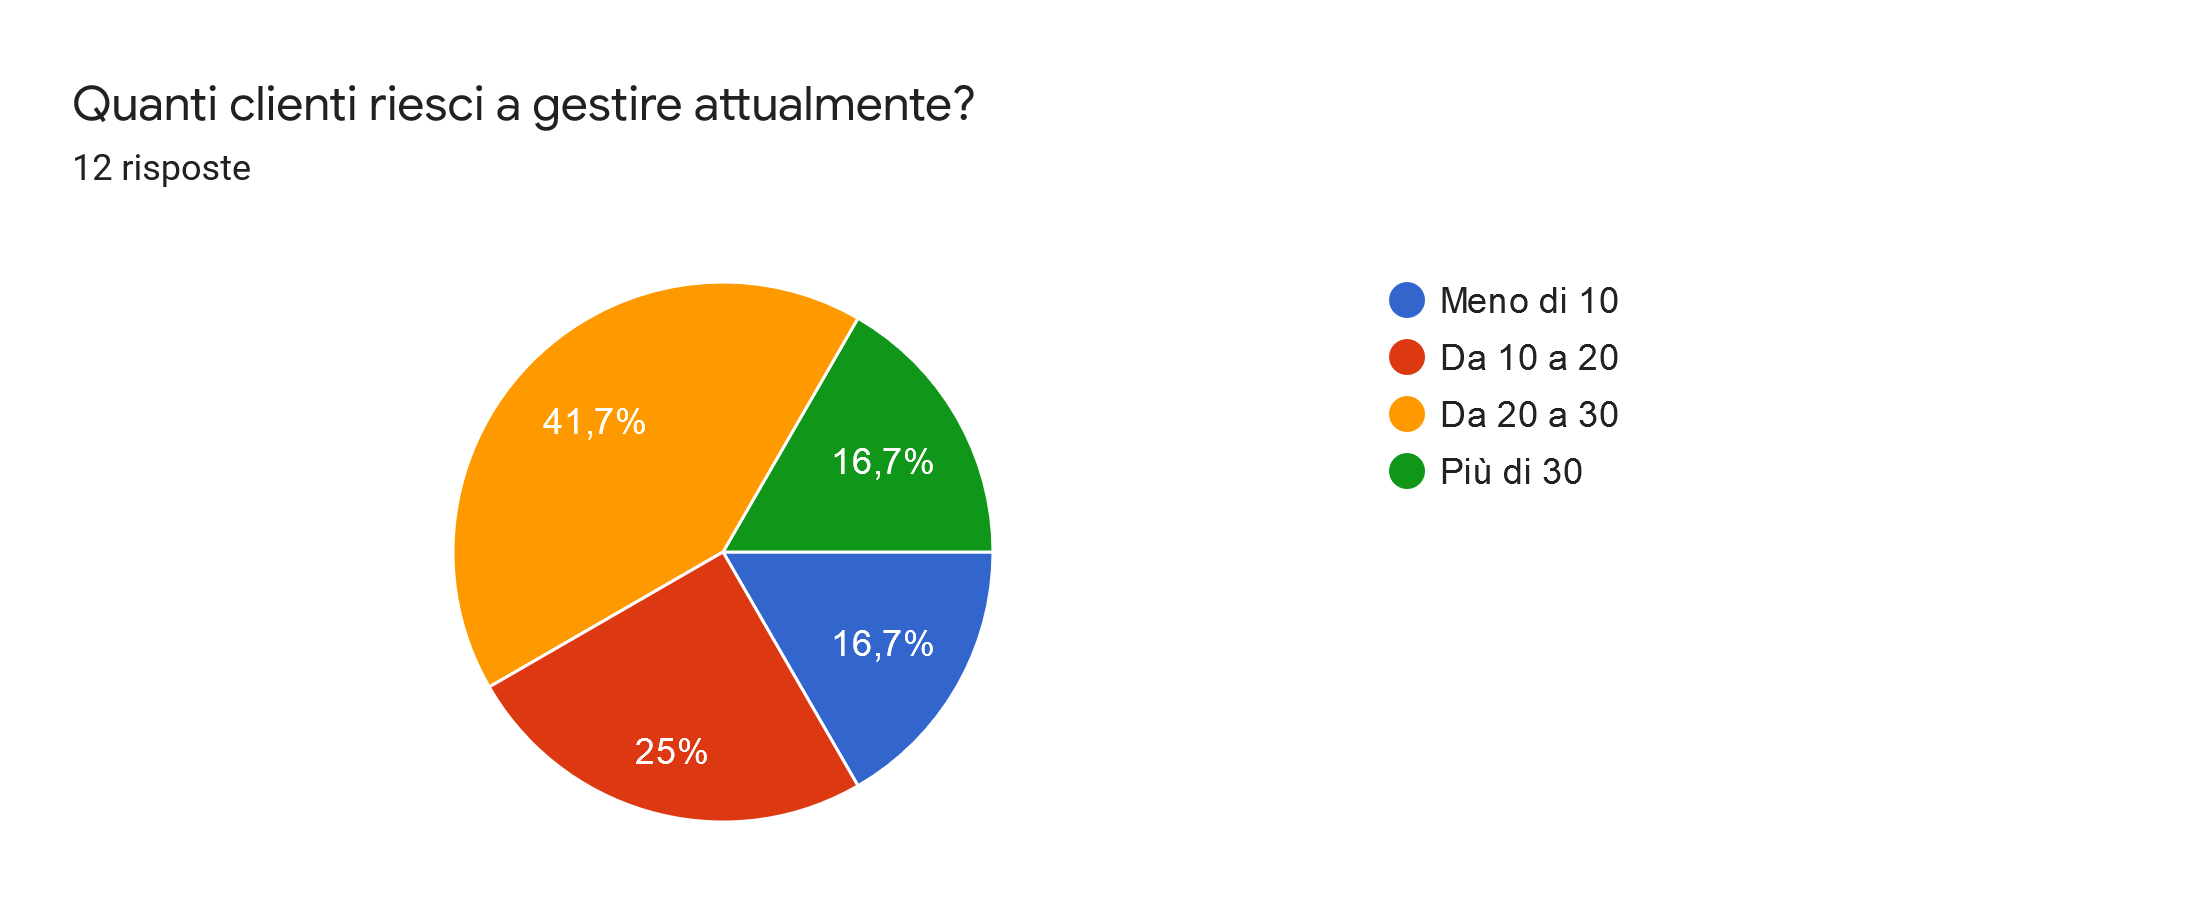 Quanti clienti riesci a gestire attualmente?
12 risposte
41,7%
16,7%
16,7%
25%
Meno di 10
Da 10 a 20
Da 20 a 30
Più di 30